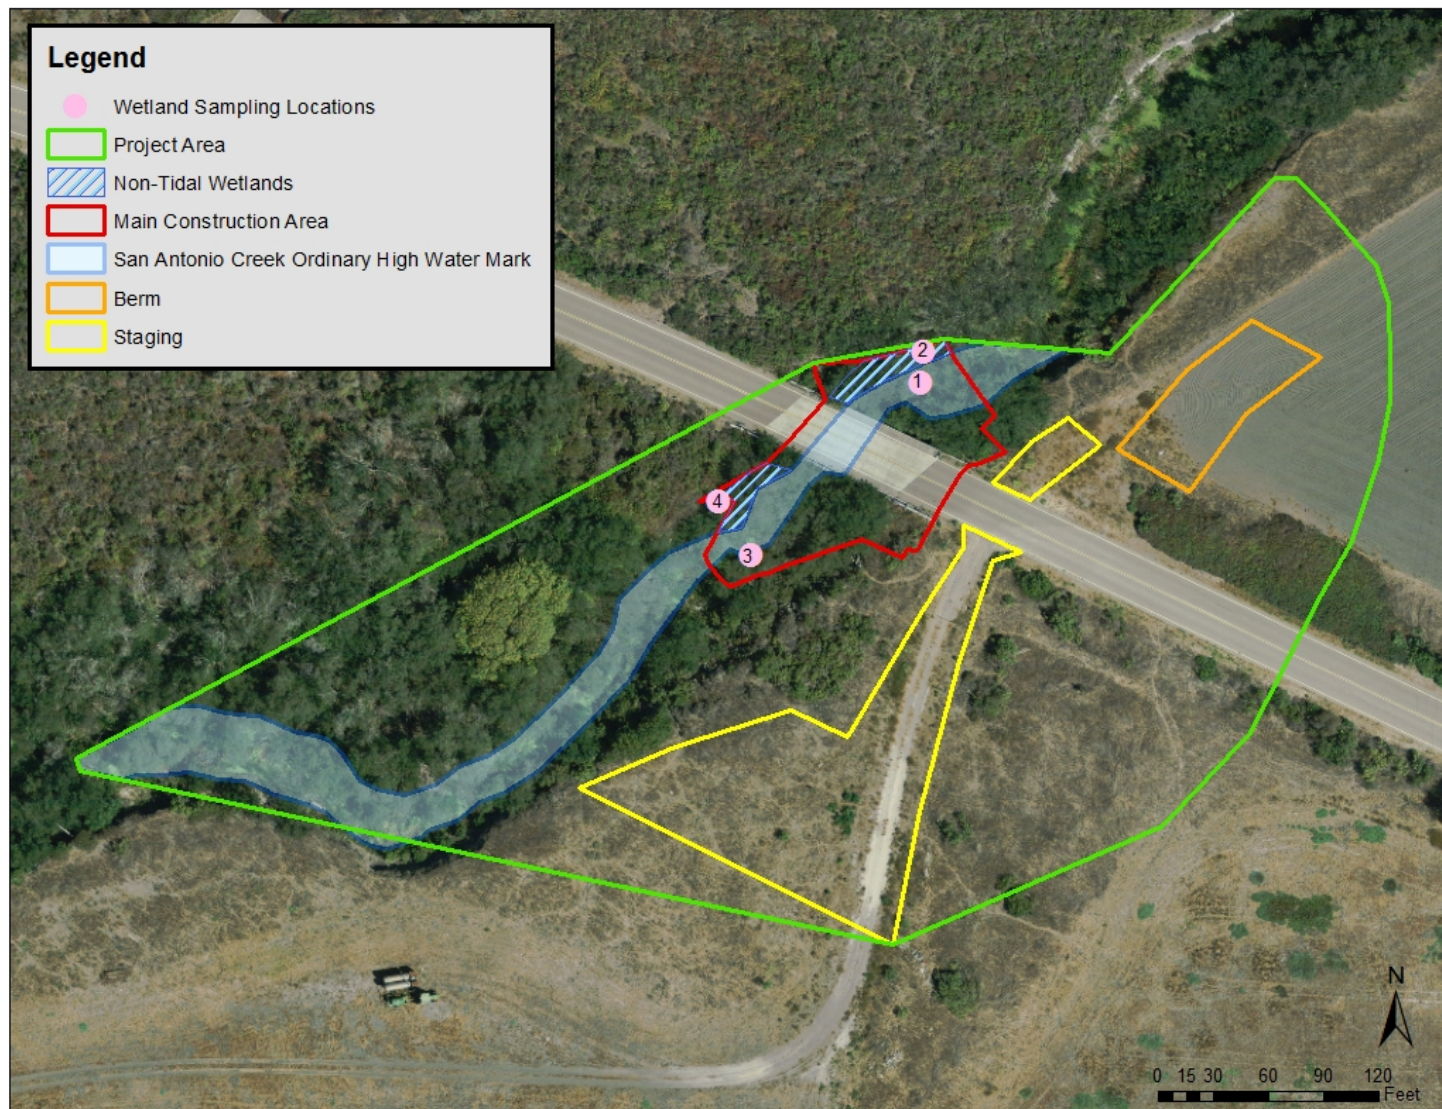 Legend
Wetland Sampling Locations
Project Area
Non-Tidal Wetlands
Main Construction Area
San Antonio Creek Ordinary High Water Mark
Berm
Staging
2
1
4
3
N
0 15 30 60 90 120
Feet